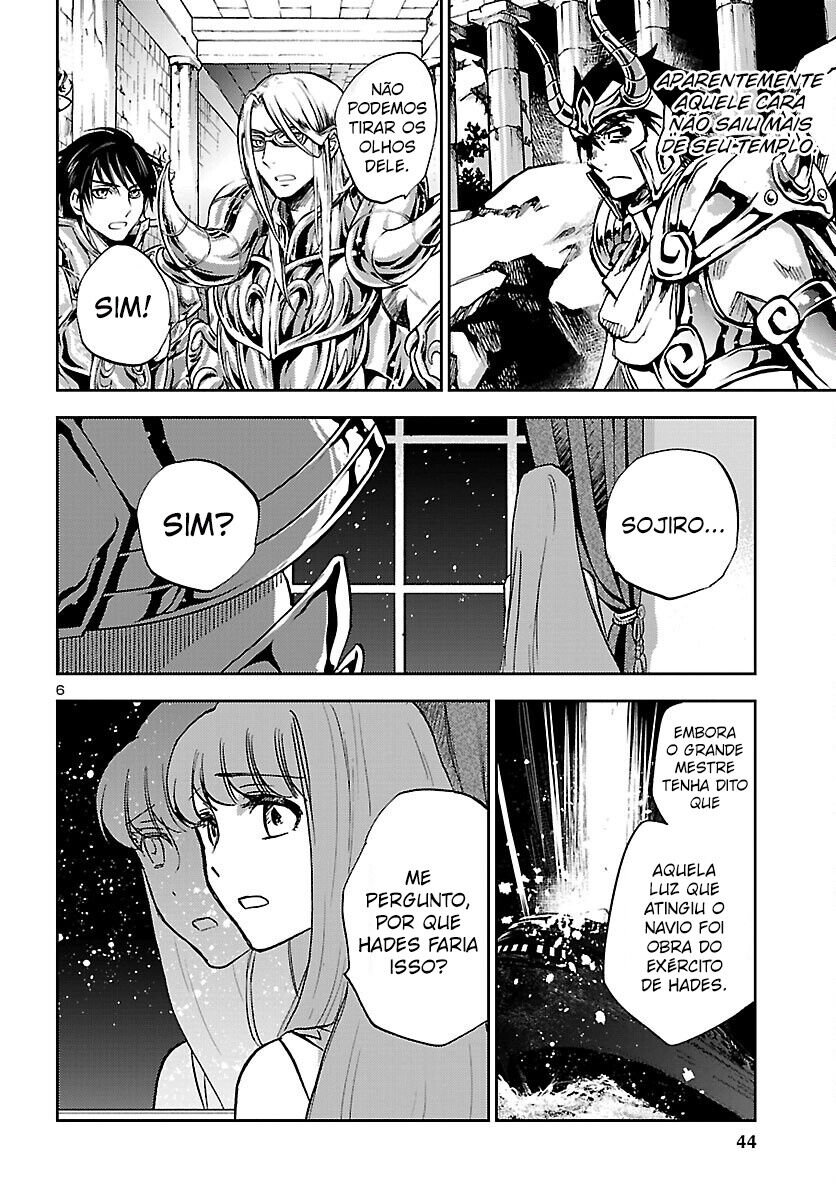 APARENTEMENTE
AQUELE CARA
NÃO SAIU MAIS
DE SEU TEMPLO.
NÃO
PODEMOS
TIRAR OS
OLHOS
DELE.
SIM!
SOJIRO...
SIM?
6
EMBORA
O GRANDE
MESTRE
TENHA DITO
QUE
AQUELA
LUZ QUE
ATINGIU O
NAVIO FOI
OBRA DO
EXÉRCITO
DE HADES.
ME
PERGUNTO,
POR QUE
HADES FARIA
ISSO?
44